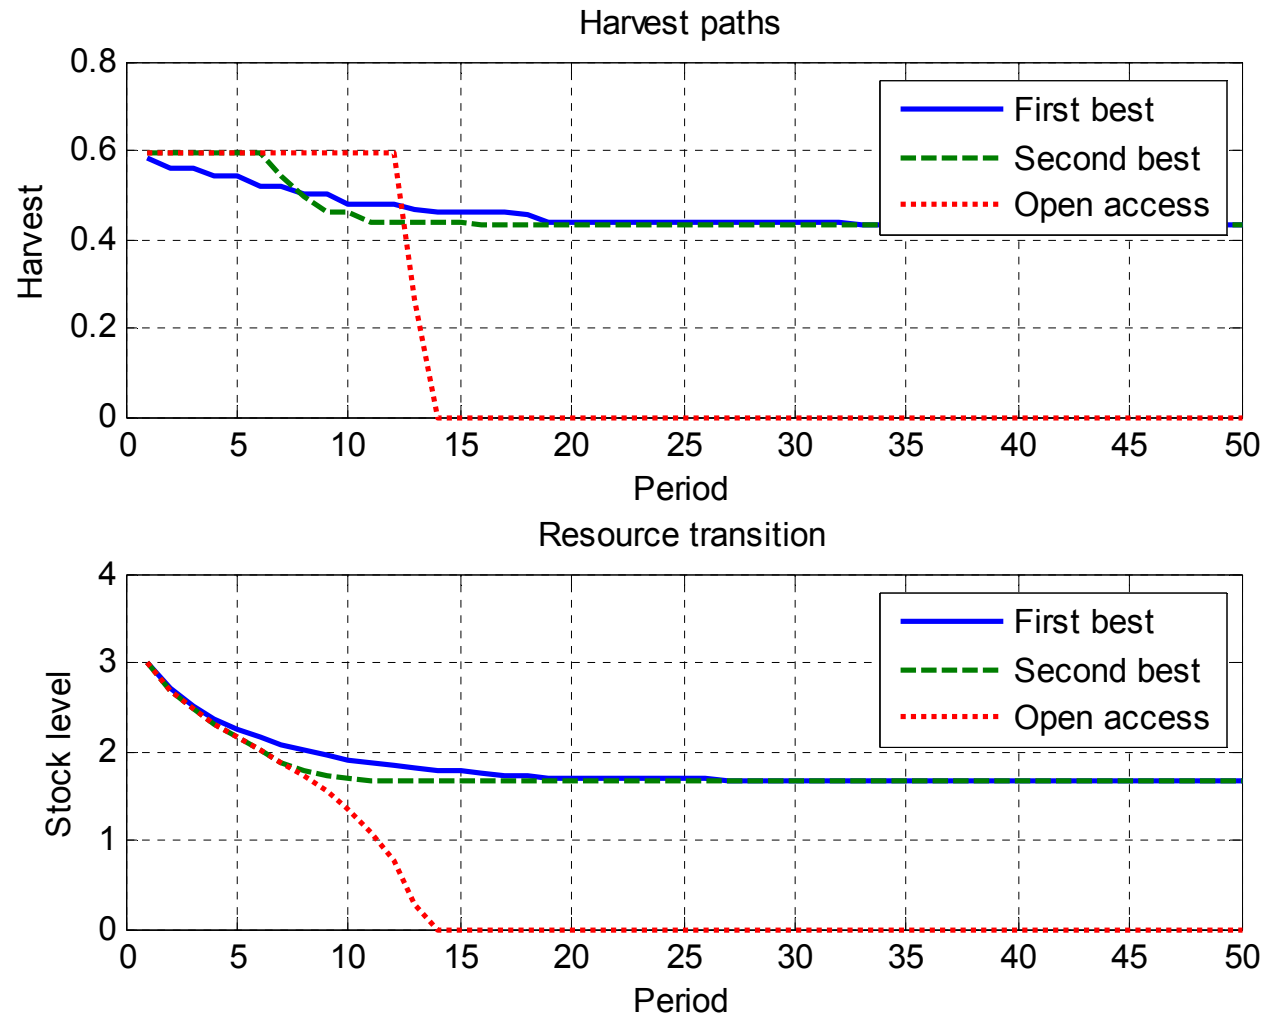 Harvest paths
0.8
0.6
0.4
0.2
0
Harvest
First best
Second best
Open access
0 5 10 15 20 25 30 35 40 45 50
Period
Resource transition
4
3
2
1
0
Stock level
First best
Second best
Open access
0 5 10 15 20 25 30 35 40 45 50
Period